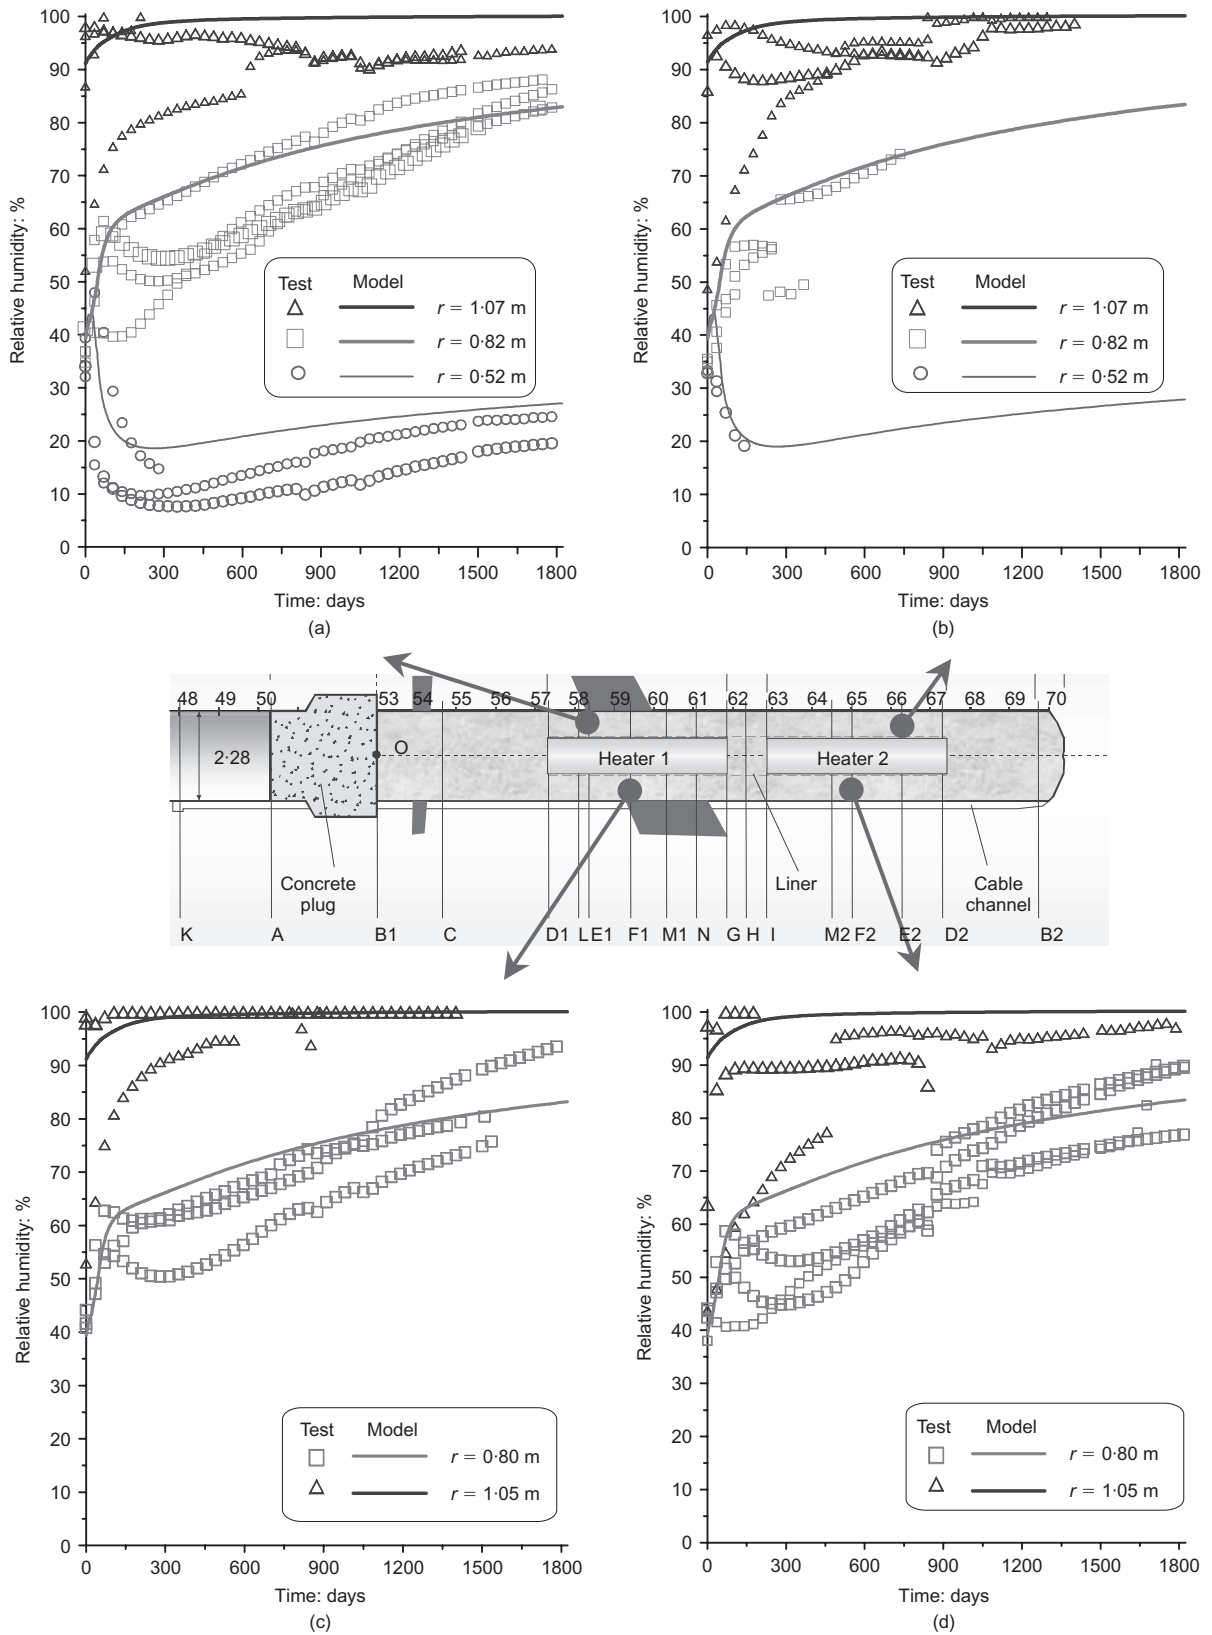 100
90
80
70
60
50
40
30
20
10
0
Relative humidity: %
Test Model
r = 1·07 m
r = 0·82 m
r = 0·52 m
0 300 600 900 1200 1500 1800
Time: days
(a)
100
90
80
70
60
50
40
30
20
10
0
Relative humidity: %
Test Model
r = 1·07 m
r = 0·82 m
r = 0·52 m
0 300 600 900 1200 1500 1800
Time: days
(b)
48 49 50 53 54 55 56 57 58 59 60 61 62 63 64 65 66 67 68 69 70
2·28
O
Heater 1
Heater 2
Concrete
plug
Liner
Cable
channel
K A B1 C D1 L E1 F1 M1 N G H I M2 F2 E2 D2 B2
100
90
80
70
60
50
40
30
20
10
0
Relative humidity: %
Test Model
r = 0·80 m
r = 1·05 m
0 300 600 900 1200 1500 1800
Time: days
(c)
100
90
80
70
60
50
40
30
20
10
0
Relative humidity: %
Test Model
r = 0·80 m
r = 1·05 m
0 300 600 900 1200 1500 1800
Time: days
(d)